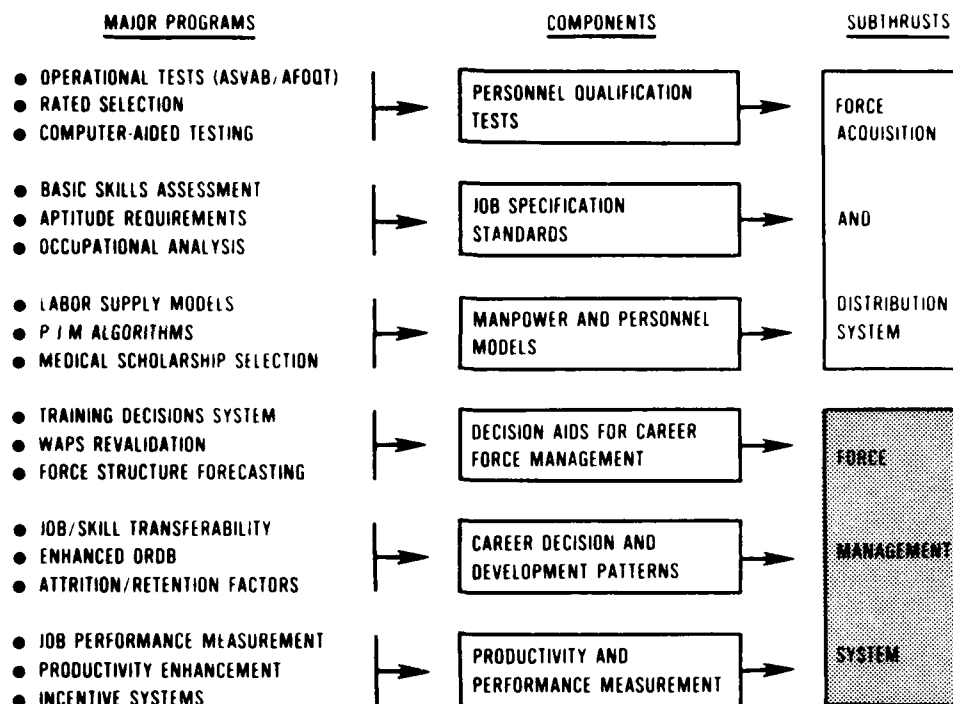 MAJOR PROGRAMS COMPONENTS SUBTHRUSTS
● OPERATIONAL TESTS (ASVAB/AFOQT)
● RATED SELECTION
● COMPUTER-AIDED TESTING
PERSONNEL QUALIFICATION
TESTS
FORCE
ACQUISITION
● BASIC SKILLS ASSESSMENT
● APTITUDE REQUIREMENTS
● OCCUPATIONAL ANALYSIS
JOB SPECIFICATION
STANDARDS
AND
● LABOR SUPPLY MODELS
● P J M ALGORITHMS
● MEDICAL SCHOLARSHIP SELECTION
MANPOWER AND PERSONNEL
MODELS
DISTRIBUTION
SYSTEM
● TRAINING DECISIONS SYSTEM
● WAPS REVALIDATION
● FORCE STRUCTURE FORECASTING
DECISION AIDS FOR CAREER
FORCE MANAGEMENT
FORCE
● JOB/SKILL TRANSFERABILITY
● ENHANCED ORDB
● ATTRITION/RETENTION FACTORS
CAREER DECISION AND
DEVELOPMENT PATTERNS
MANAGEMENT
● JOB PERFORMANCE MEASUREMENT
● PRODUCTIVITY ENHANCEMENT
● INCENTIVE SYSTEMS
PRODUCTIVITY AND
PERFORMANCE MEASUREMENT
SYSTEM